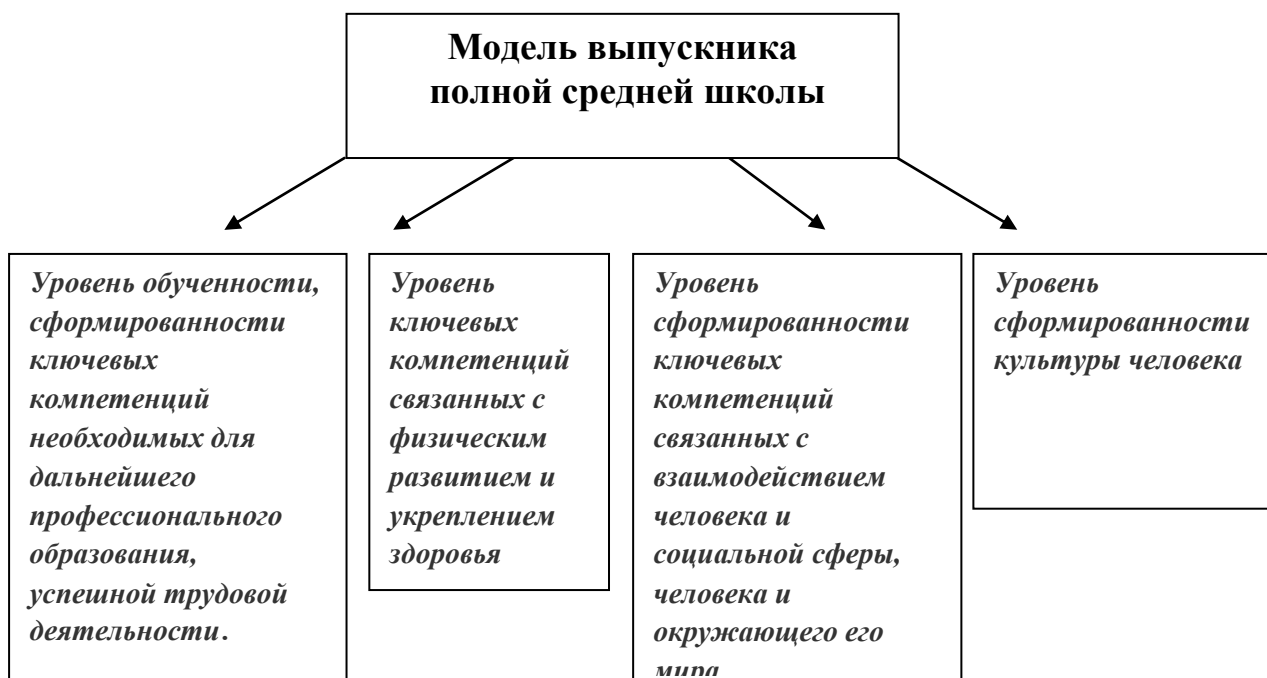 Модель выпускника
полной средней школы
Уровень обученности,
сформированности
ключевых
компетенций
необходимых для
дальнейшего
профессионального
образования,
успешной трудовой
деятельности.
Уровень
ключевых
компетенций
связанных с
физическим
развитием и
укреплением
здоровья
Уровень
сформированности
ключевых
компетенций
связанных с
взаимодействием
человека и
социальной сферы,
человека и
окружающего его
мира
Уровень
сформированности
культуры человека